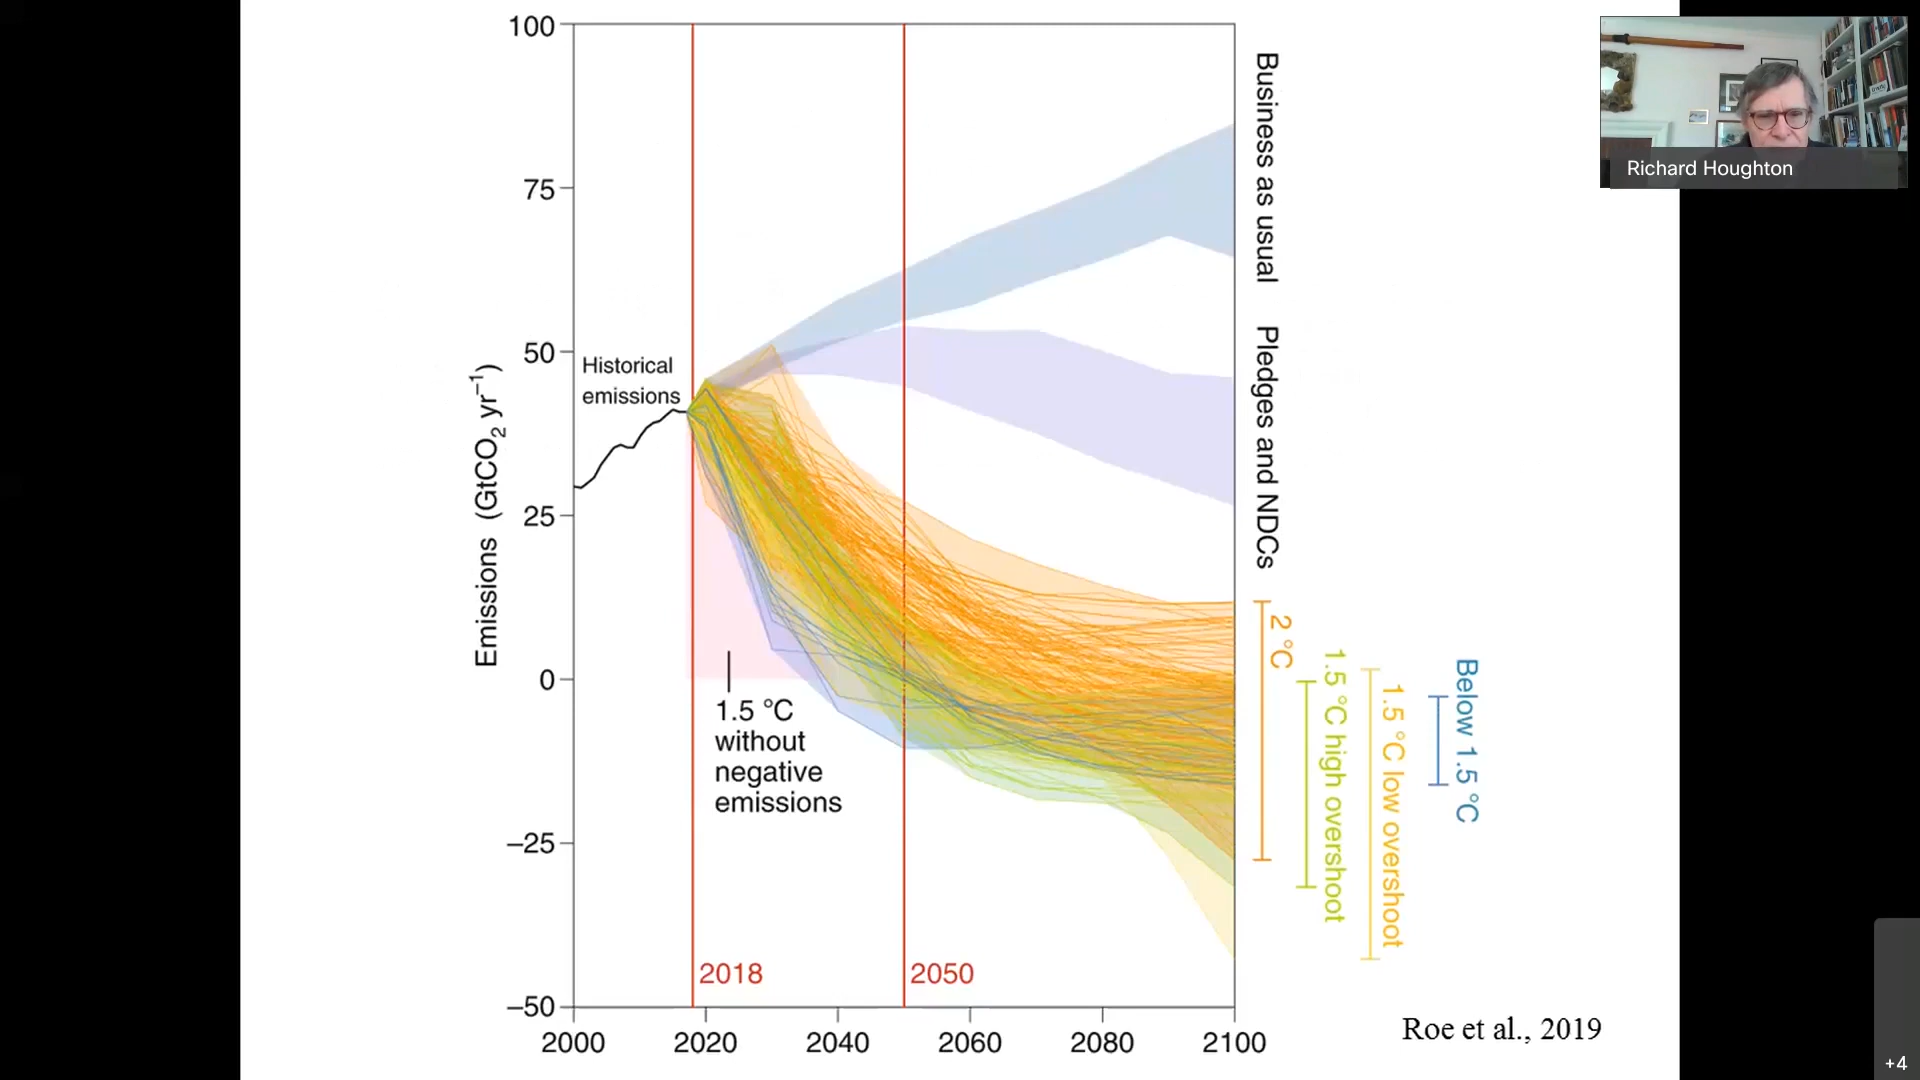 100
75
50
25
0
−25
−50
Emissions (GtCO₂ yr⁻¹)
Historical
emissions
1.5 °C
without
negative
emissions
2018
2050
2000
2020
2040
2060
2080
2100
Business as usual
Pledges and NDCs
2 °C
1.5 °C high overshoot
1.5 °C low overshoot
Below 1.5 °C
Roe et al., 2019
Richard Houghton
+4